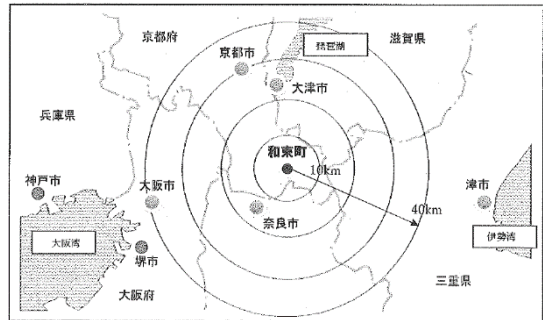 京都府
滋賀県
琵琶湖
京都市
大津市
兵庫県
和束町
10km
神戸市
大阪市
奈良市
40km
津市
大阪湾
堺市
伊勢湾
大阪府
三重県